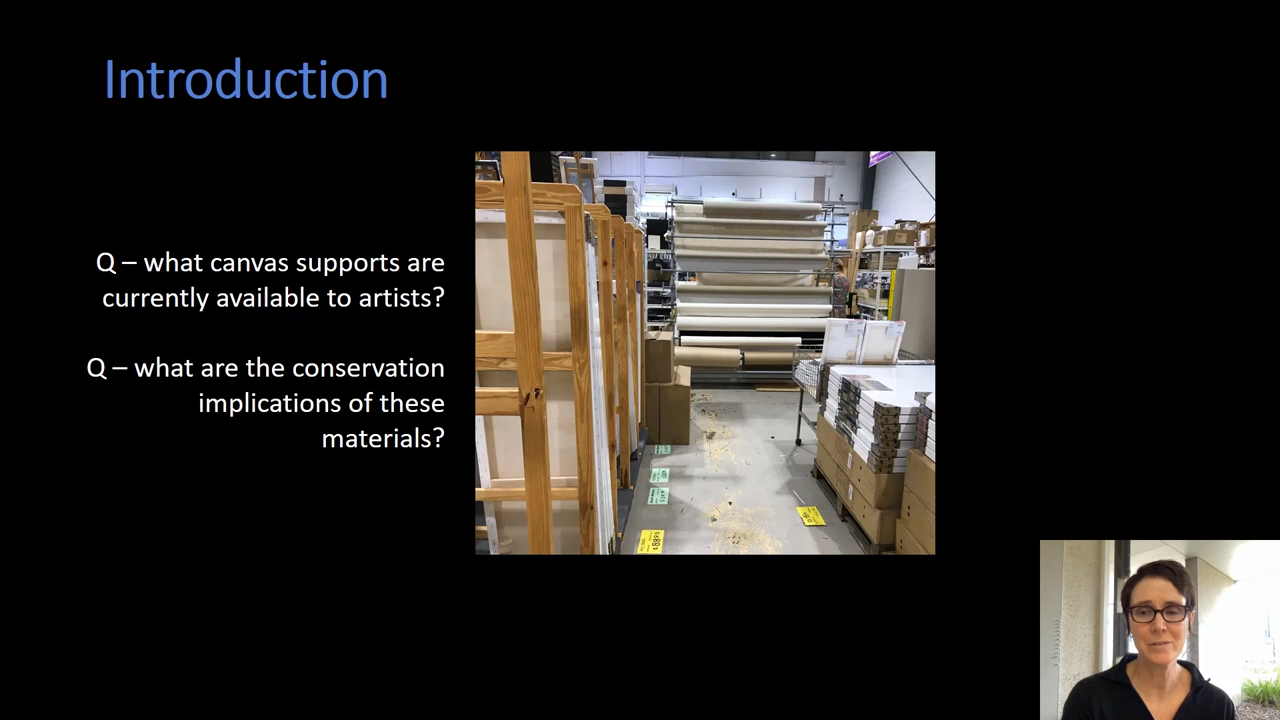 Introduction
Q – what canvas supports are
currently available to artists?
Q – what are the conservation
implications of these
materials?